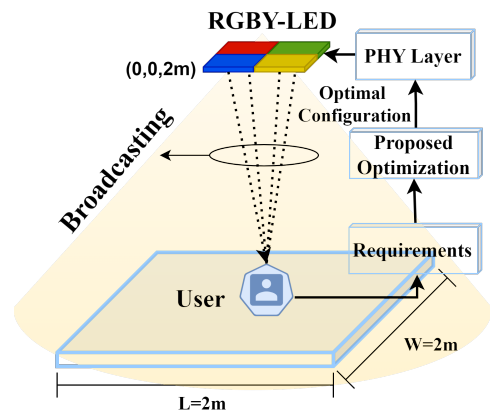 RGBY-LED
(0,0,2m)
PHY Layer
Optimal
Configuration
Broadcasting
Proposed
Optimization
Requirements
User
W=2m
L=2m